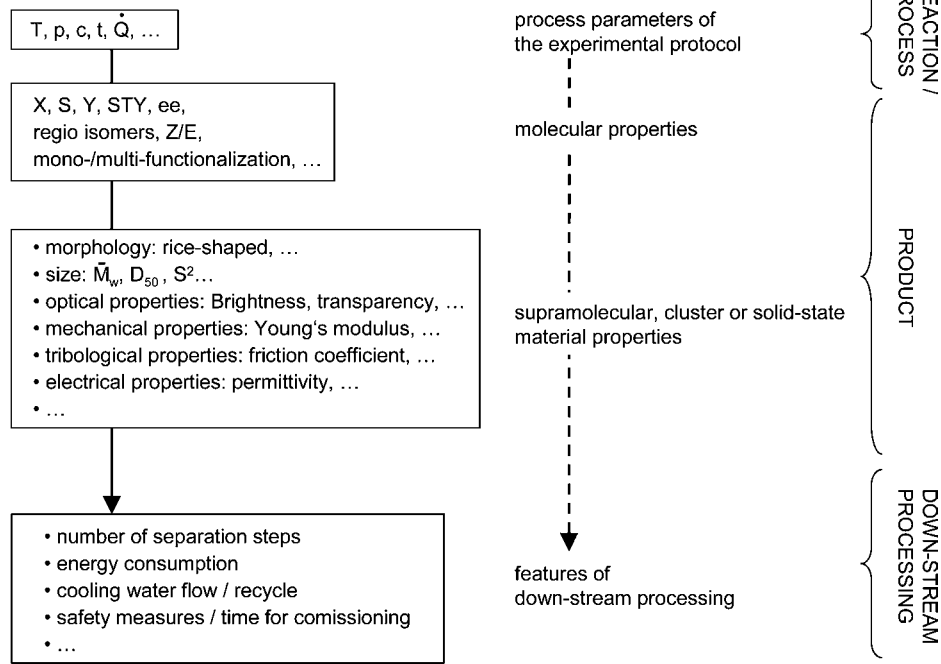 T, p, c, t, Q̇, …
process parameters of
the experimental protocol
EACTION /
ROCESS
X, S, Y, STY, ee,
regio isomers, Z/E,
mono-/multi-functionalization, …
molecular properties
• morphology: rice-shaped, …
• size: M̄w, D50 , S²…
• optical properties: Brightness, transparency, …
• mechanical properties: Young‘s modulus, …
• tribological properties: friction coefficient, …
• electrical properties: permittivity, …
• …
supramolecular, cluster or solid-state
material properties
PRODUCT
• number of separation steps
• energy consumption
• cooling water flow / recycle
• safety measures / time for comissioning
• …
features of
down-stream processing
DOWN-STREAM
PROCESSING